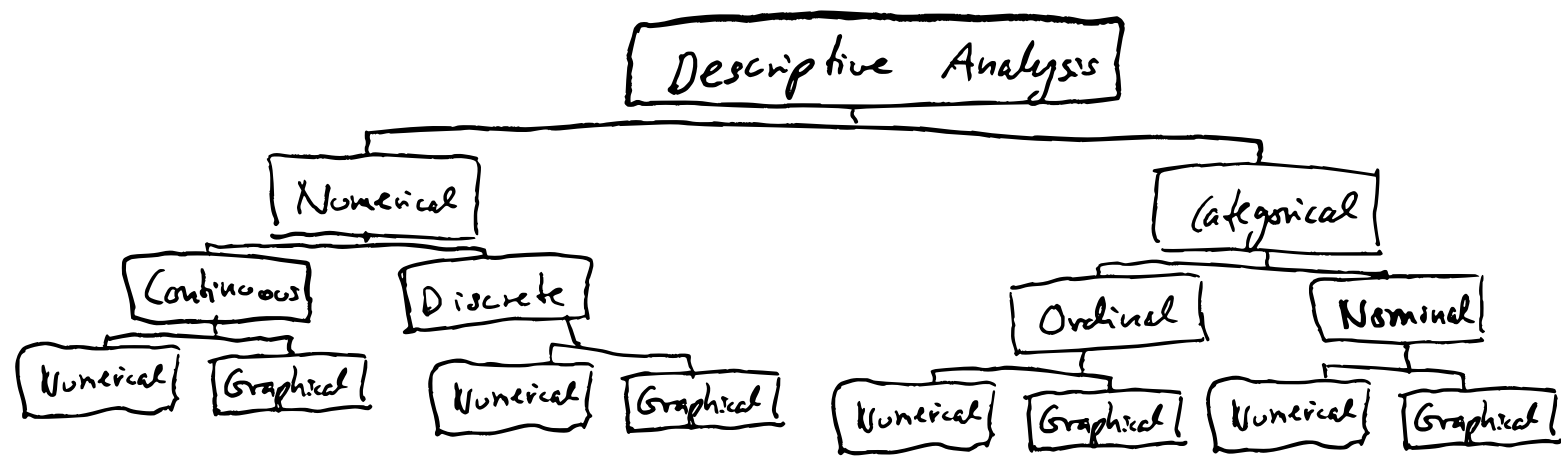 Descriptive Analysis
Numerical
Categorical
Continuous
Discrete
Ordinal
Nominal
Numerical
Graphical
Numerical
Graphical
Numerical
Graphical
Numerical
Graphical